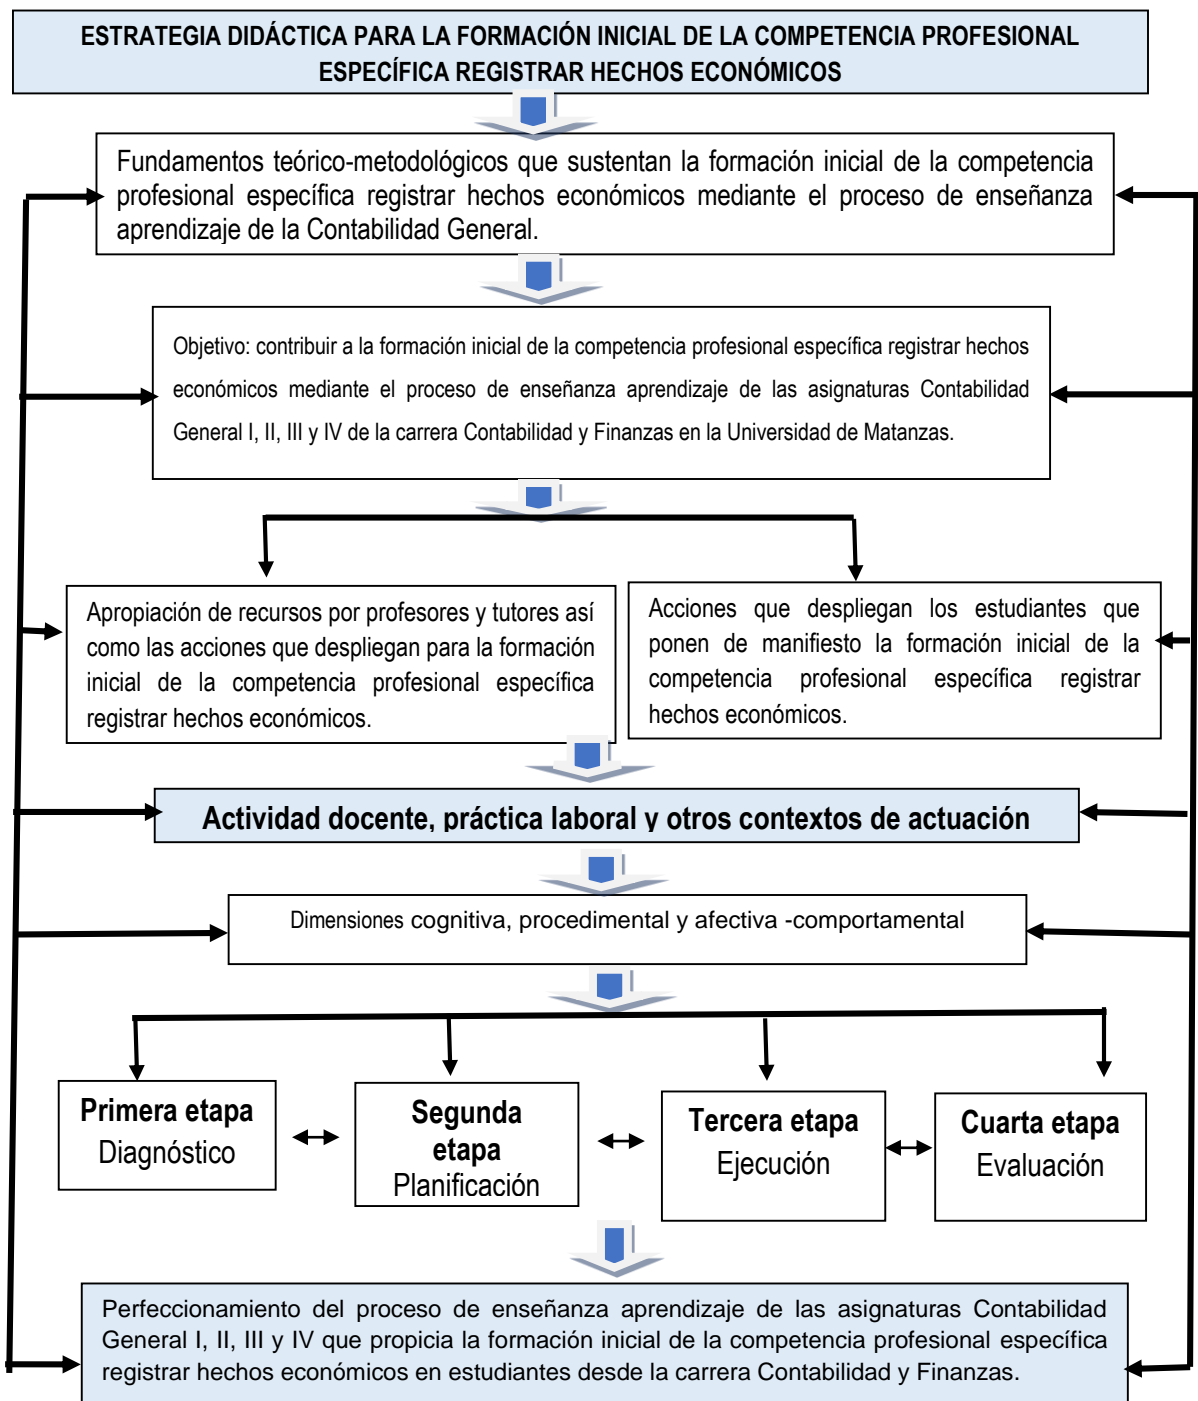 ESTRATEGIA DIDÁCTICA PARA LA FORMACIÓN INICIAL DE LA COMPETENCIA PROFESIONAL
ESPECÍFICA REGISTRAR HECHOS ECONÓMICOS
Fundamentos teórico-metodológicos que sustentan la formación inicial de la competencia
profesional específica registrar hechos económicos mediante el proceso de enseñanza
aprendizaje de la Contabilidad General.
Objetivo: contribuir a la formación inicial de la competencia profesional específica registrar hechos
económicos mediante el proceso de enseñanza aprendizaje de las asignaturas Contabilidad
General I, II, III y IV de la carrera Contabilidad y Finanzas en la Universidad de Matanzas.
Apropiación de recursos por profesores y tutores así
como las acciones que despliegan para la formación
inicial de la competencia profesional específica
registrar hechos económicos.
Acciones que despliegan los estudiantes que
ponen de manifiesto la formación inicial de la
competencia profesional específica registrar
hechos económicos.
Actividad docente, práctica laboral y otros contextos de actuación
Dimensiones cognitiva, procedimental y afectiva -comportamental
Primera etapa
Diagnóstico
Segunda
etapa
Planificación
Tercera etapa
Ejecución
Cuarta etapa
Evaluación
Perfeccionamiento del proceso de enseñanza aprendizaje de las asignaturas Contabilidad
General I, II, III y IV que propicia la formación inicial de la competencia profesional específica
registrar hechos económicos en estudiantes desde la carrera Contabilidad y Finanzas.